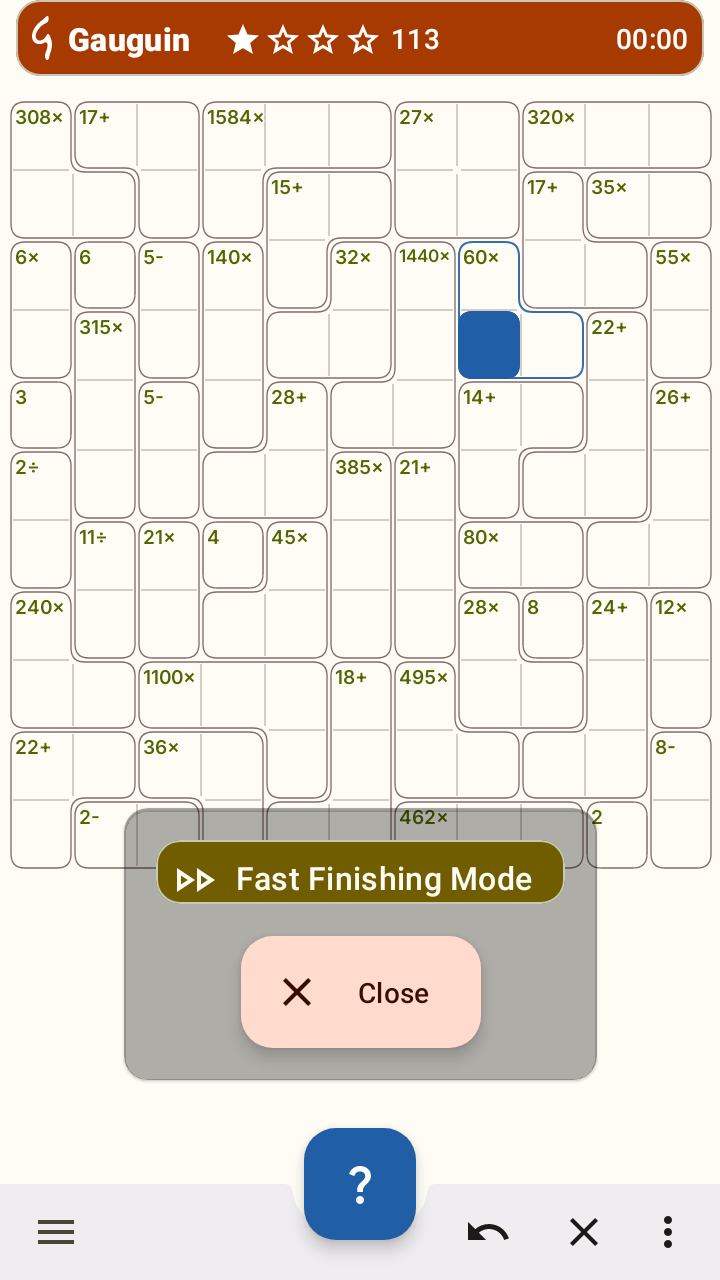 Gauguin 113 00:00
308× 17+ 1584× 27× 320×
15+ 17+ 35×
6× 6 5- 140× 32× 1440× 60× 55×
315× 22+
3 5- 28+ 14+ 26+
2÷ 385× 21+
11÷ 21× 4 45× 80×
240× 28× 8 24+ 12×
1100× 18+ 495×
22+ 36× 8-
2- 462× 2
Fast Finishing Mode
Close
?